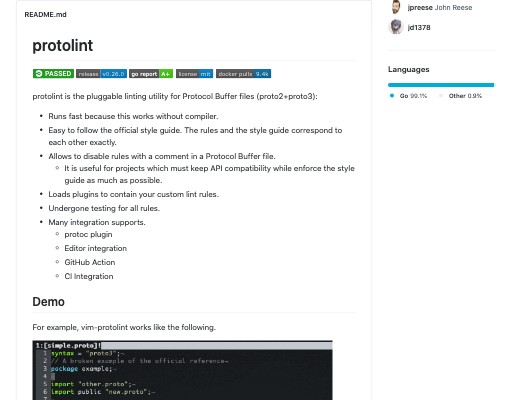 README.md
protolint
PASSED release v0.26.0 go report A+ license mit docker pulls 9.4k
protolint is the pluggable linting utility for Protocol Buffer files (proto2+proto3):
• Runs fast because this works without compiler.
• Easy to follow the official style guide. The rules and the style guide correspond to
each other exactly.
• Allows to disable rules with a comment in a Protocol Buffer file.
◦ It is useful for projects which must keep API compatibility while enforce the style
guide as much as possible.
• Loads plugins to contain your custom lint rules.
• Undergone testing for all rules.
• Many integration supports.
◦ protoc plugin
◦ Editor integration
◦ GitHub Action
◦ CI Integration
Demo
For example, vim-protolint works like the following.
1:[simple.proto]!
1 syntax = "proto3";¬
2 // A broken example of the official reference¬
3 package example;¬
4
5 import "other.proto";¬
6 import public "new.proto";¬
7
jpreese John Reese
jd1378
Languages
Go 99.1%
Other 0.9%